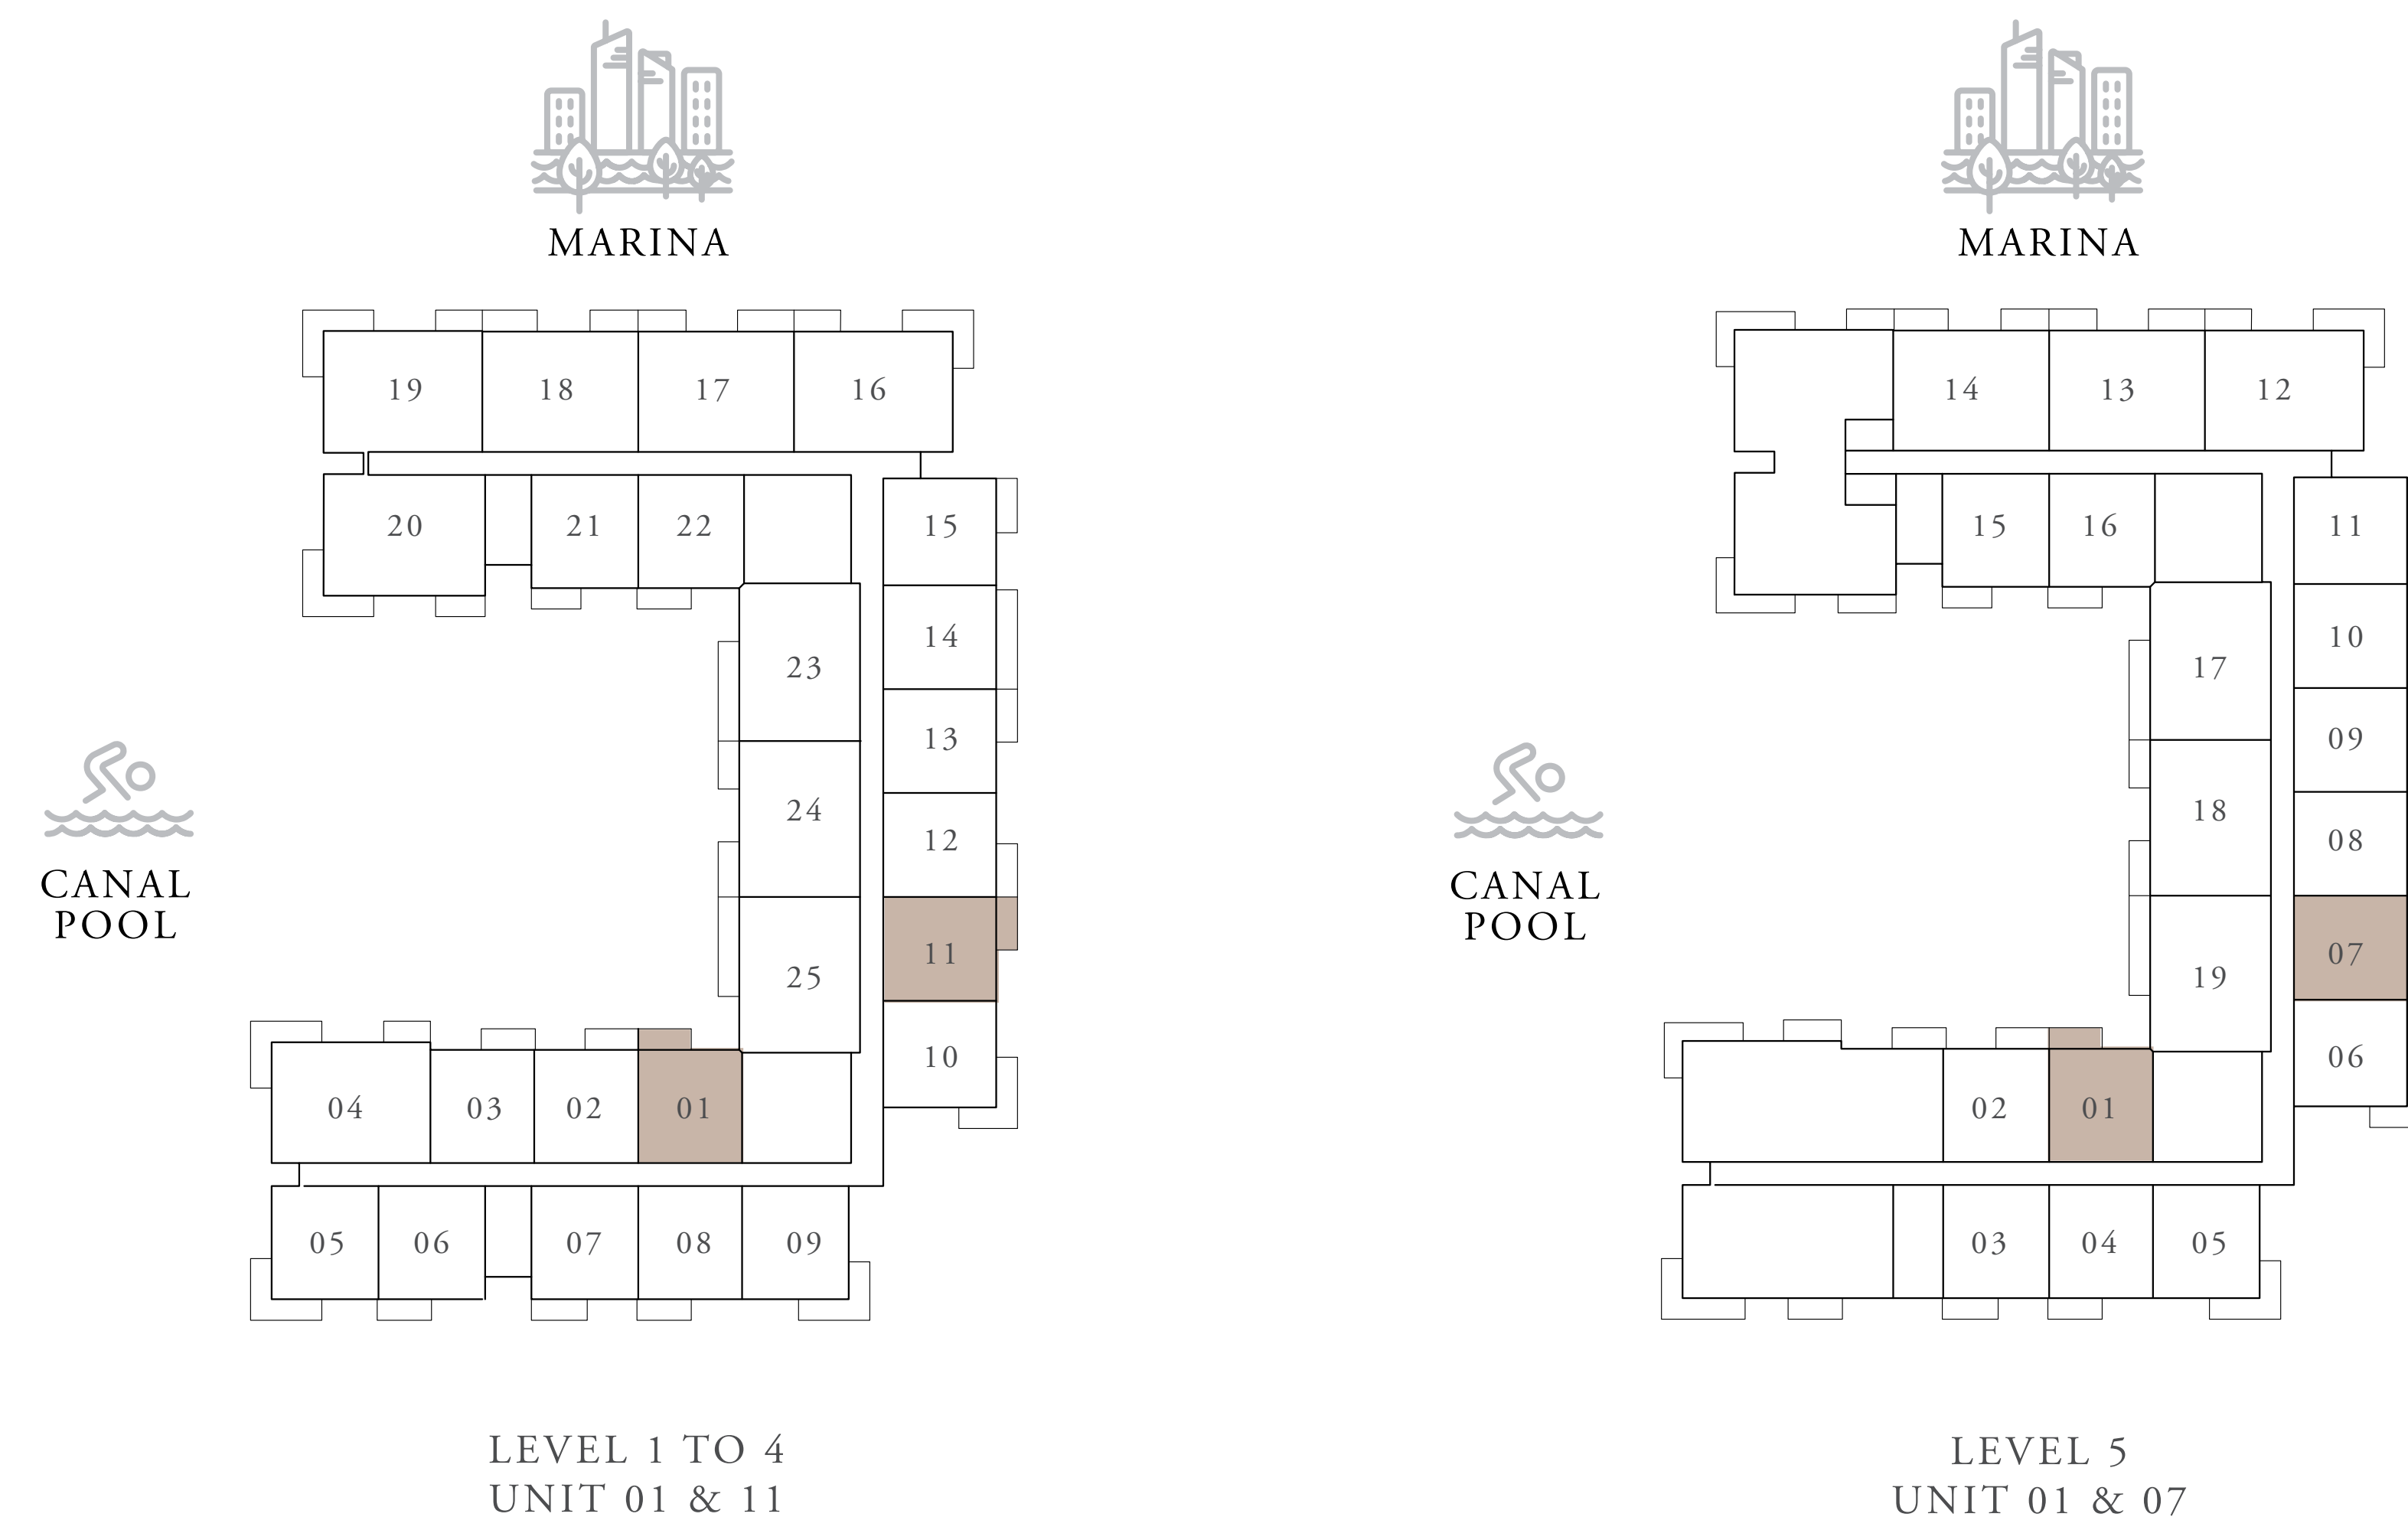 MARINA
19 18 17 16
20 21 22 15
14
23
13
24 12
CANAL
POOL
11
25
10
04 03 02 01
05 06 07 08 09
LEVEL 1 TO 4
UNIT 01 & 11
MARINA
14 13 12
15 16 11
10
17
09
18 08
CANAL
POOL
07
19
06
02 01
03 04 05
LEVEL 5
UNIT 01 & 07